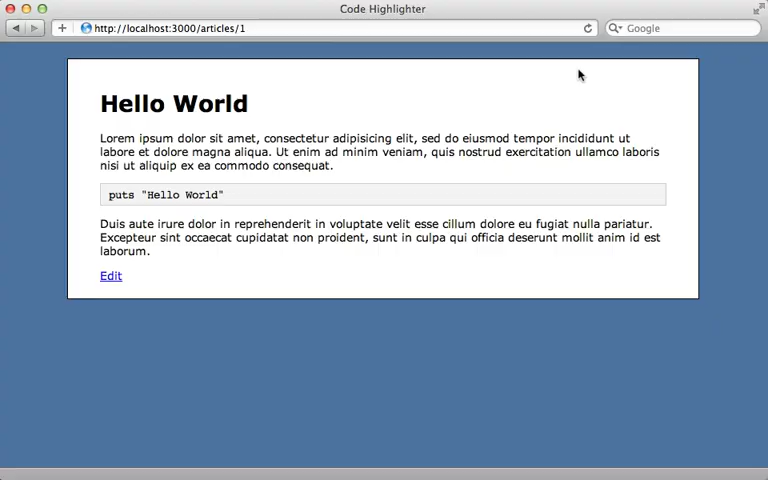 Code Highlighter
http://localhost:3000/articles/1
Google
Hello World
Lorem ipsum dolor sit amet, consectetur adipisicing elit, sed do eiusmod tempor incididunt ut
labore et dolore magna aliqua. Ut enim ad minim veniam, quis nostrud exercitation ullamco laboris
nisi ut aliquip ex ea commodo consequat.
puts "Hello World"
Duis aute irure dolor in reprehenderit in voluptate velit esse cillum dolore eu fugiat nulla pariatur.
Excepteur sint occaecat cupidatat non proident, sunt in culpa qui officia deserunt mollit anim id est
laborum.
Edit